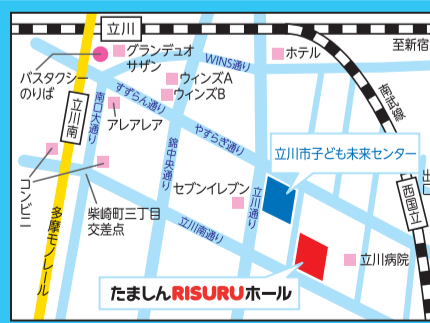 立川
至新宿
グランデュオ
サザン
WINS通り
ホテル
バスタクシー
のりば
ウィンズA
ウィンズB
すずらん通り
南武線
立川南
南口大通り
アレアレア
やすらぎ通り
錦中央通り
立川市子ども未来センター
コンビニ
セブンイレブン
立川通り
西国立
柴崎町三丁目
交差点
立川南通り
多摩モノレール
立川病院
たましんRISURUホール